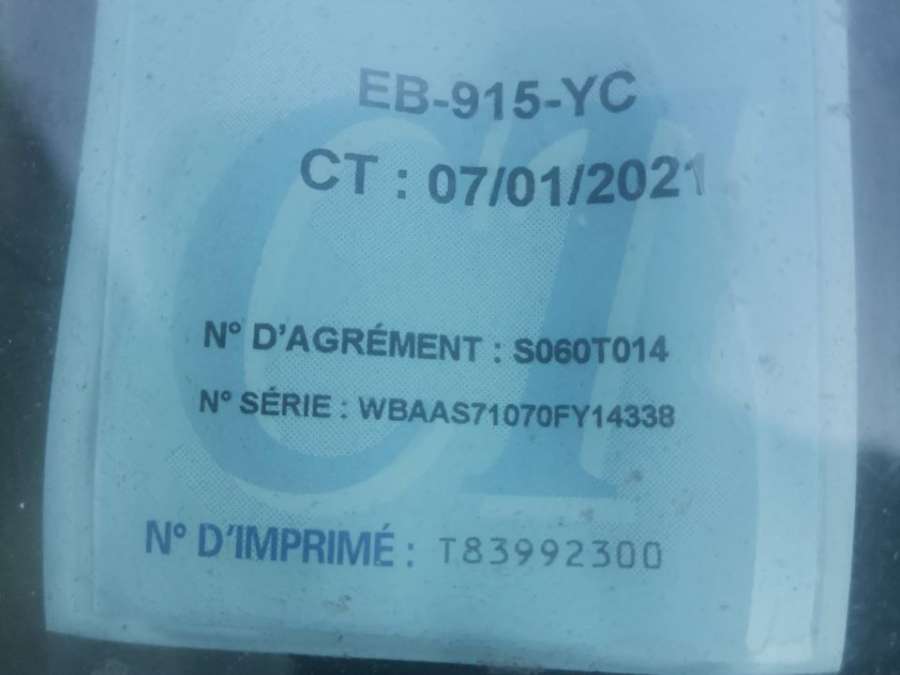 EB-915-YC
CT : 07/01/2021
N° D'AGRÉMENT : S060T014
N° SÉRIE : WBAAS71070FY14338
N° D'IMPRIMÉ : T83992300